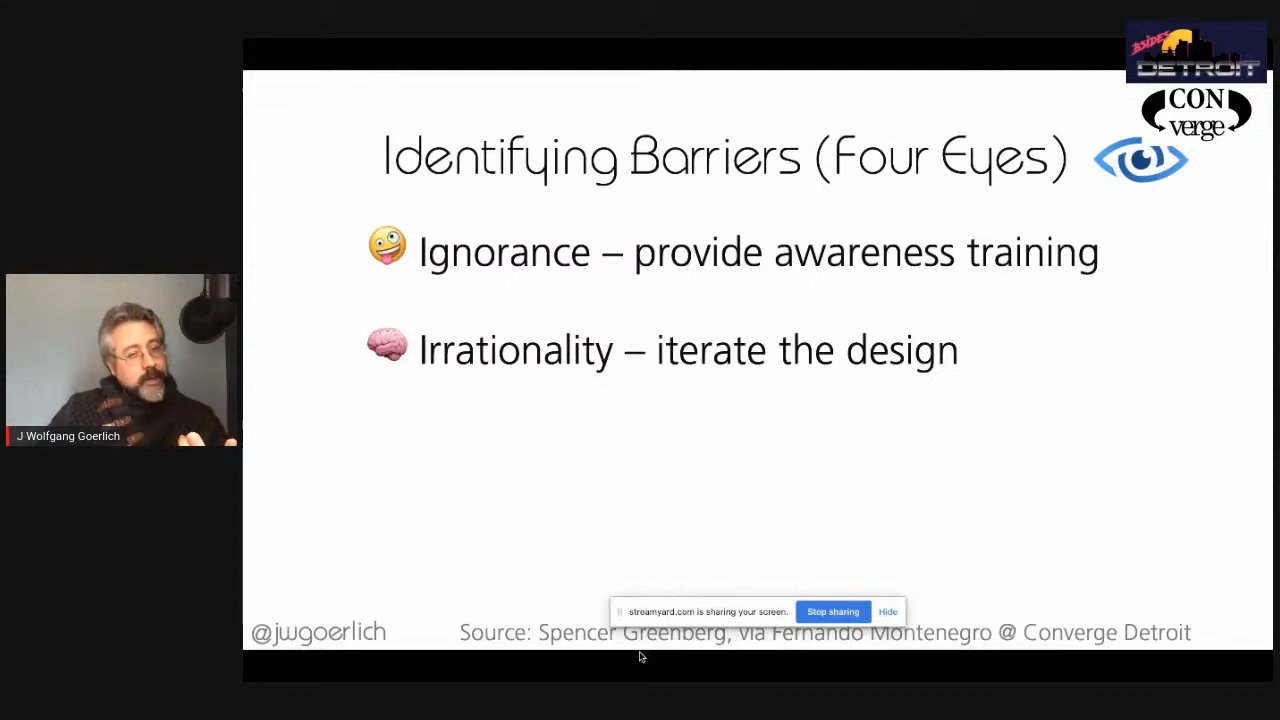 BSIDES
DETROIT
CON
verge
Identifying Barriers (Four Eyes)
Ignorance – provide awareness training
Irrationality – iterate the design
J Wolfgang Goerlich
streamyard.com is sharing your screen. Stop sharing Hide
@jwgoerlich Source: Spencer Greenberg, via Fernando Montenegro @ Converge Detroit